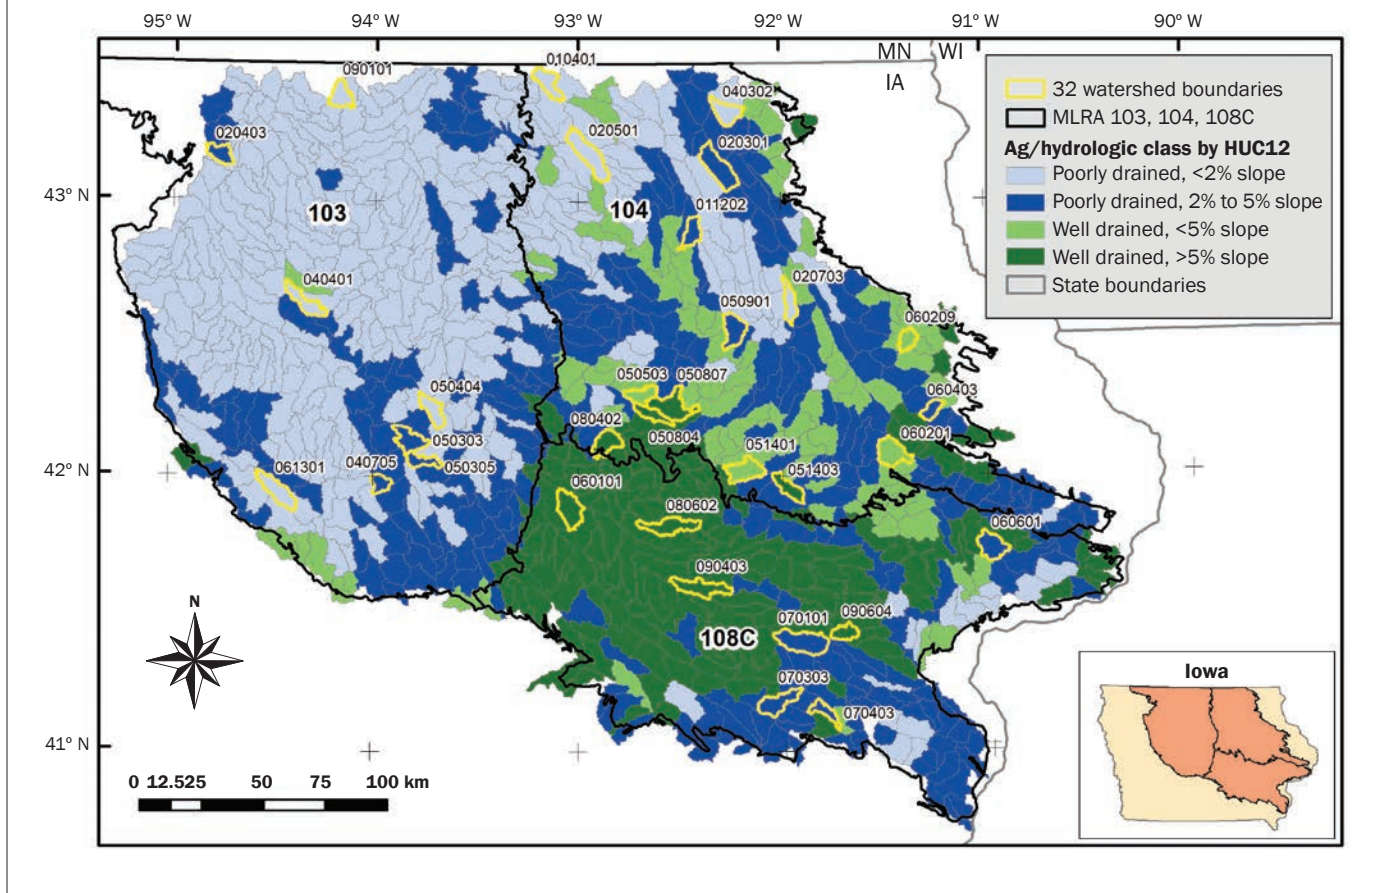 95° W 94° W 93° W 92° W 91° W 90° W
MN WI
IA
43° N
42° N
41° N
32 watershed boundaries
MLRA 103, 104, 108C
Ag/hydrologic class by HUC12
Poorly drained, <2% slope
Poorly drained, 2% to 5% slope
Well drained, <5% slope
Well drained, >5% slope
State boundaries
090101
010401
040302
020403
020501
020301
103
104
011202
040401
020703
050901
060209
050503 050807
050404
060403
080402
050804
050303
060201
051401
050305
061301
040705
051403
060101
080602
060601
090403
070101
090604
108C
070303
070403
N
0 12.525 50 75 100 km
Iowa